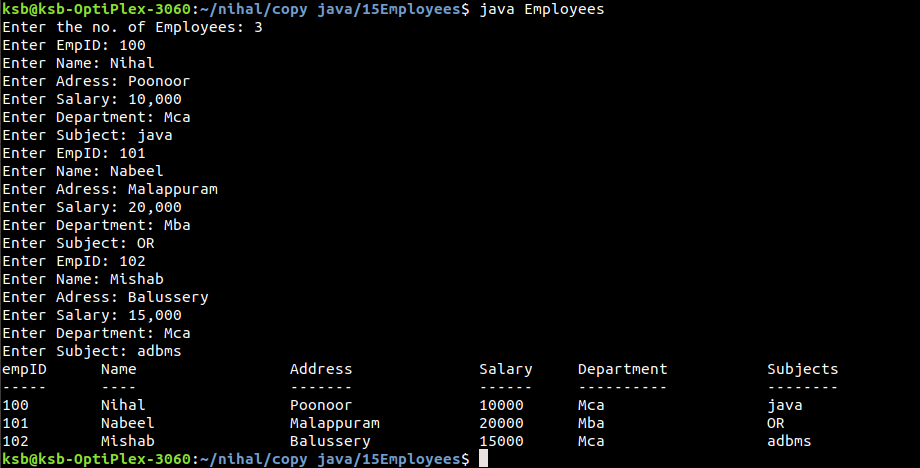 ksb@ksb-OptiPlex-3060:~/nihal/copy java/15Employees$ java Employees
Enter the no. of Employees: 3
Enter EmpID: 100
Enter Name: Nihal
Enter Adress: Poonoor
Enter Salary: 10,000
Enter Department: Mca
Enter Subject: java
Enter EmpID: 101
Enter Name: Nabeel
Enter Adress: Malappuram
Enter Salary: 20,000
Enter Department: Mba
Enter Subject: OR
Enter EmpID: 102
Enter Name: Mishab
Enter Adress: Balussery
Enter Salary: 15,000
Enter Department: Mca
Enter Subject: adbms
empID      Name                 Address              Salary     Department           Subjects
-----      ----                 -------              ------     ----------           --------
100        Nihal                Poonoor              10000      Mca                  java
101        Nabeel               Malappuram           20000      Mba                  OR
102        Mishab               Balussery            15000      Mca                  adbms
ksb@ksb-OptiPlex-3060:~/nihal/copy java/15Employees$